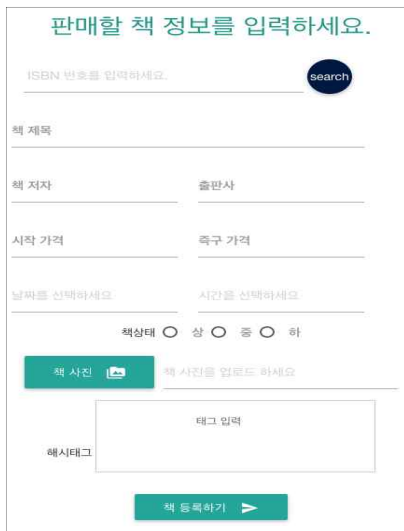 판매할 책 정보를 입력하세요.
ISBN 번호를 입력하세요.
search
책 제목
책 저자 출판사
시작 가격 즉구 가격
날짜를 선택하세요 시간을 선택하세요
책상태 상 중 하
책 사진 책 사진을 업로드 하세요
태그 입력
해시태그
책 등록하기